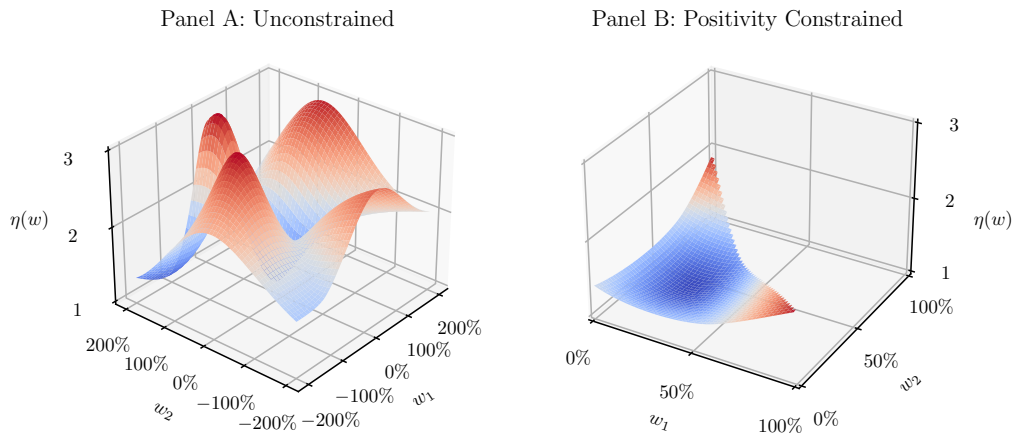 Panel A: Unconstrained
3
η(w)
2
1
200%
100%
0%
−100%
−200%
w₂
−200%
−100%
0%
100%
200%
w₁
Panel B: Positivity Constrained
3
2
η(w)
1
0%
50%
100%
w₁
0%
50%
100%
w₂